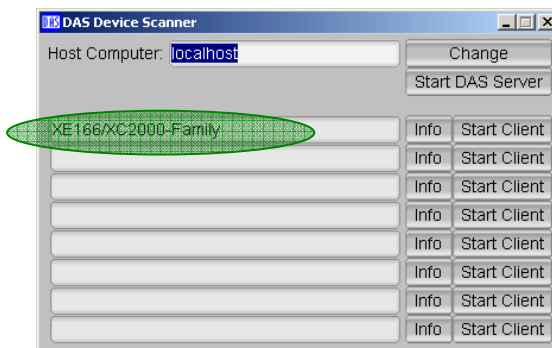 DAS Device Scanner
Host Computer: localhost Change
Start DAS Server
XE166/XC2000-Family Info Start Client
Info Start Client
Info Start Client
Info Start Client
Info Start Client
Info Start Client
Info Start Client
Info Start Client